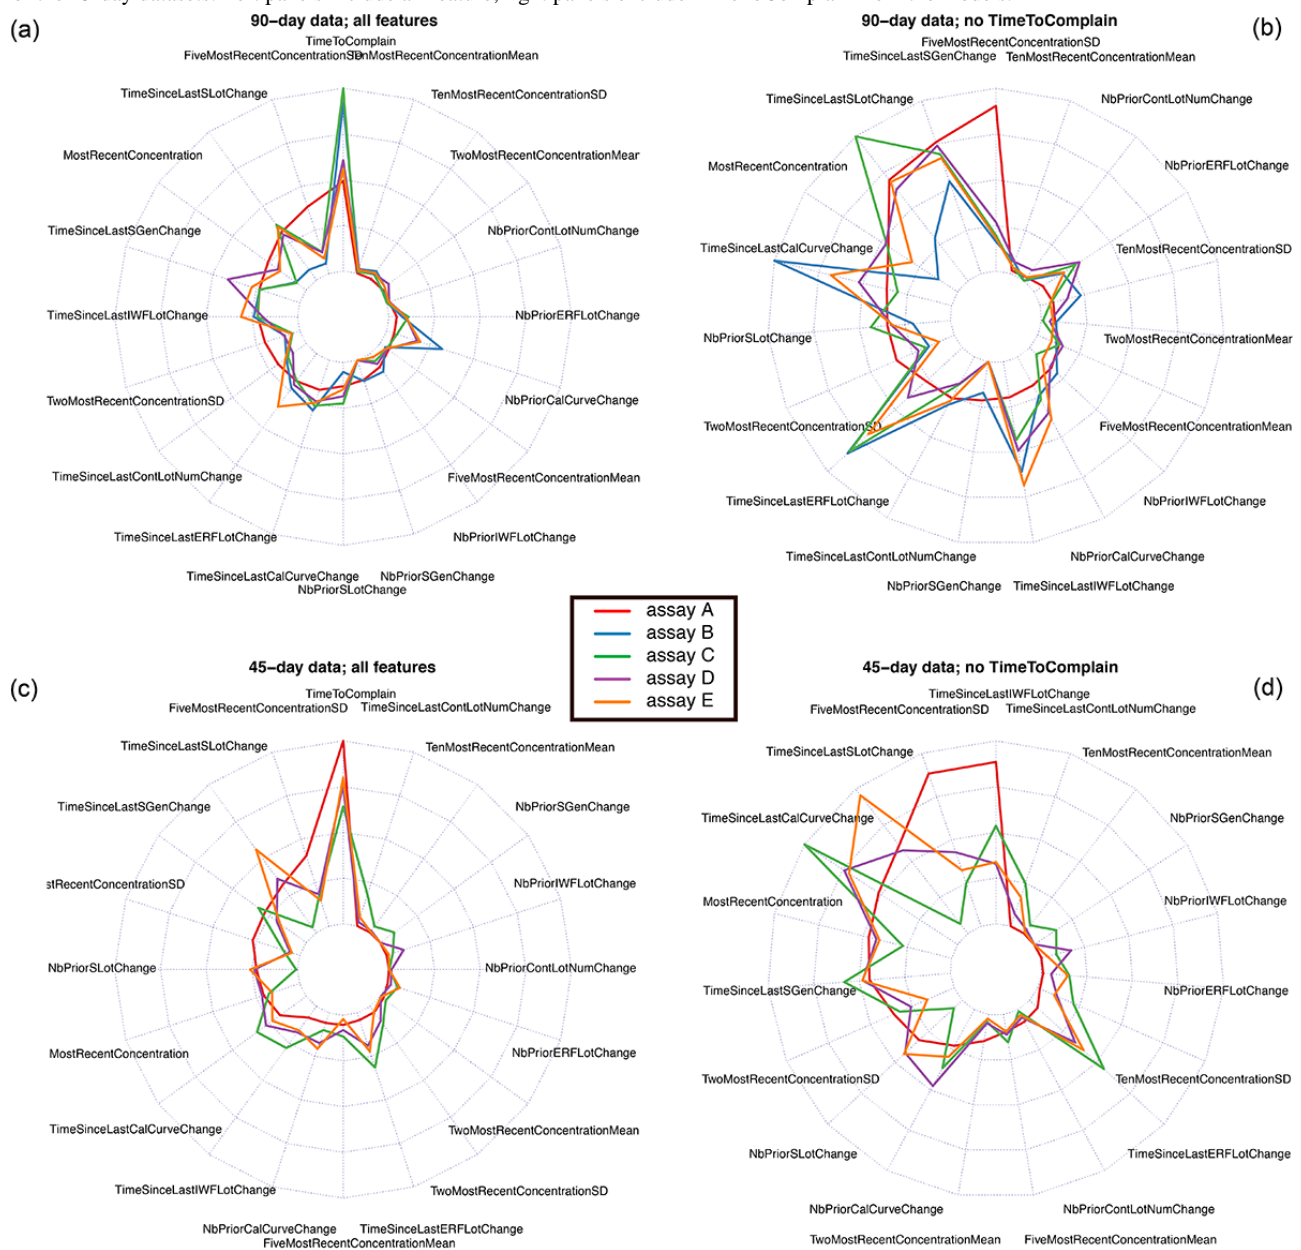 90–day data; all features
(a)
TimeToComplain
FiveMostRecentConcentrationSD
TenMostRecentConcentrationMean
TimeSinceLastSLotChange
TenMostRecentConcentrationSD
MostRecentConcentration
TwoMostRecentConcentrationMear
TimeSinceLastSGenChange
NbPriorContLotNumChange
TimeSinceLastIWFLotChange
NbPriorERFLotChange
TwoMostRecentConcentrationSD
NbPriorCalCurveChange
TimeSinceLastContLotNumChange
FiveMostRecentConcentrationMean
TimeSinceLastERFLotChange
NbPriorIWFLotChange
TimeSinceLastCalCurveChange
NbPriorSGenChange
NbPriorSLotChange
90–day data; no TimeToComplain
(b)
FiveMostRecentConcentrationSD
TimeSinceLastSGenChange
TenMostRecentConcentrationMean
TimeSinceLastSLotChange
NbPriorContLotNumChange
MostRecentConcentration
NbPriorERFLotChange
TimeSinceLastCalCurveChange
TenMostRecentConcentrationSD
NbPriorSLotChange
TwoMostRecentConcentrationMear
TwoMostRecentConcentrationSD
FiveMostRecentConcentrationMean
TimeSinceLastERFLotChange
NbPriorIWFLotChange
TimeSinceLastContLotNumChange
NbPriorCalCurveChange
NbPriorSGenChange
TimeSinceLastIWFLotChange
assay A
assay B
assay C
assay D
assay E
45–day data; all features
(c)
TimeToComplain
FiveMostRecentConcentrationSD
TimeSinceLastContLotNumChange
TimeSinceLastSLotChange
TenMostRecentConcentrationMean
TimeSinceLastSGenChange
NbPriorSGenChange
stRecentConcentrationSD
NbPriorIWFLotChange
NbPriorSLotChange
NbPriorContLotNumChange
MostRecentConcentration
NbPriorERFLotChange
TimeSinceLastCalCurveChange
TwoMostRecentConcentrationMean
TimeSinceLastIWFLotChange
TwoMostRecentConcentrationSD
NbPriorCalCurveChange
TimeSinceLastERFLotChange
FiveMostRecentConcentrationMean
45–day data; no TimeToComplain
(d)
TimeSinceLastIWFLotChange
FiveMostRecentConcentrationSD
TimeSinceLastContLotNumChange
TimeSinceLastSLotChange
TenMostRecentConcentrationMean
TimeSinceLastCalCurveChange
NbPriorSGenChange
MostRecentConcentration
NbPriorIWFLotChange
TimeSinceLastSGenChange
NbPriorERFLotChange
TwoMostRecentConcentrationSD
TenMostRecentConcentrationSD
NbPriorSLotChange
TimeSinceLastERFLotChange
NbPriorCalCurveChange
NbPriorContLotNumChange
TwoMostRecentConcentrationMean
FiveMostRecentConcentrationMean